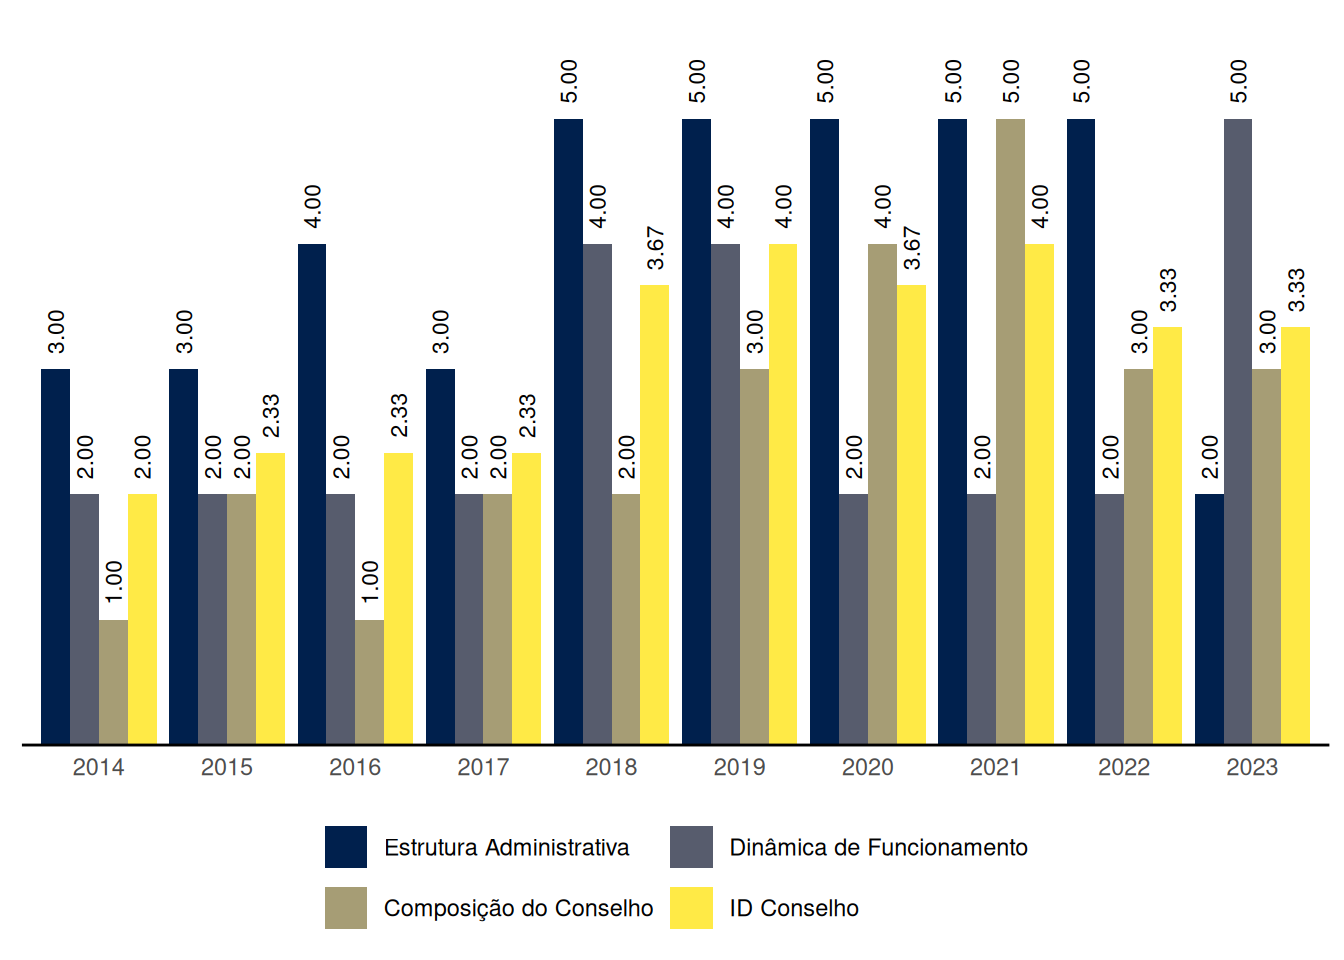 5.00 5.00 5.00 5.00 5.00 5.00 5.00
4.00 4.00 4.00 4.00 4.00 4.00
3.67 3.67
3.33 3.33
3.00 3.00 3.00 3.00 3.00 3.00
2.33 2.33 2.33
2.00 2.00 2.00 2.00 2.00 2.00 2.00 2.00 2.00 2.00 2.00 2.00
1.00 1.00
2014 2015 2016 2017 2018 2019 2020 2021 2022 2023
Estrutura Administrativa Dinâmica de Funcionamento
Composição do Conselho ID Conselho